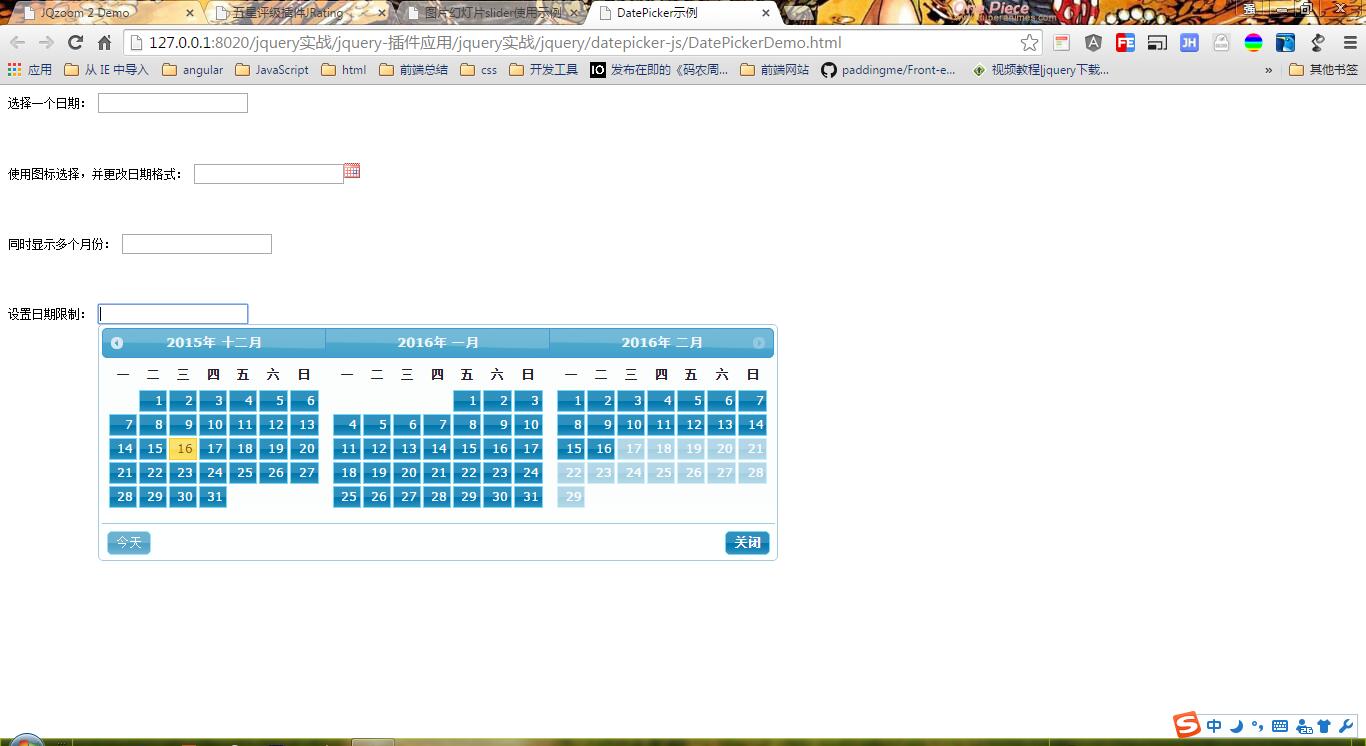 JQzoom 2 Demo
五星评级插件JRating
图片幻灯片slider使用示例
DatePicker示例
One Piece
强
127.0.0.1:8020/jquery实战/jquery-插件应用/jquery实战/jquery/datepicker-js/DatePickerDemo.html
FE
JH
应用 从 IE 中导入 angular JavaScript html 前端总结 css 开发工具 IO 发布在即的《码农周... 前端网站 paddingme/Front-e... 视频教程|jquery下载... » 其他书签
选择一个日期：
使用图标选择，并更改日期格式：
同时显示多个月份：
设置日期限制：
2015年 十二月 2016年 一月 2016年 二月
一 二 三 四 五 六 日 一 二 三 四 五 六 日 一 二 三 四 五 六 日
1 2 3 4 5 6 1 2 3 1 2 3 4 5 6 7
7 8 9 10 11 12 13 4 5 6 7 8 9 10 8 9 10 11 12 13 14
14 15 16 17 18 19 20 11 12 13 14 15 16 17 15 16 17 18 19 20 21
21 22 23 24 25 26 27 18 19 20 21 22 23 24 22 23 24 25 26 27 28
28 29 30 31 25 26 27 28 29 30 31 29
今天 关闭
S 中